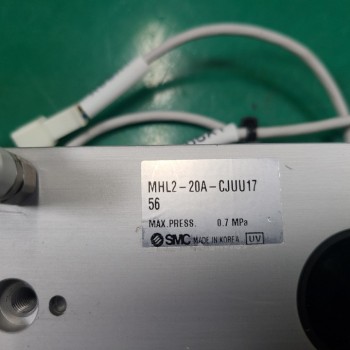 MHL2-20A-CJUU17
56
MAX.PRESS. 0.7 MPa
SMC MADE IN KOREA UV